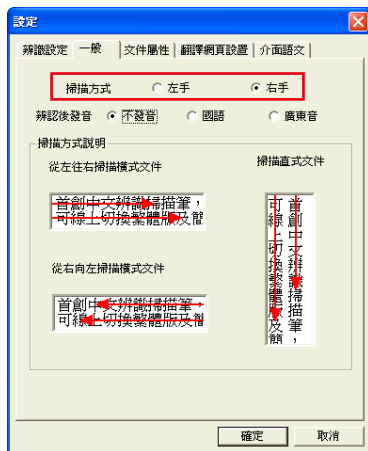 設定
辨識設定 一般 文件屬性 翻譯網頁設置 介面語文
掃描方式 左手 右手
辨認後發音 不發音 國語 廣東音
掃描方式說明
從左往右掃描橫式文件
首創中文辨識掃描筆，
可線上切換繁體版及簡
掃描直式文件
首創中文辨識掃描筆，
可線上切換繁體版及簡
從右向左掃描橫式文件
首創中文辨識掃描筆，
可線上切換繁體版及簡
確定 取消